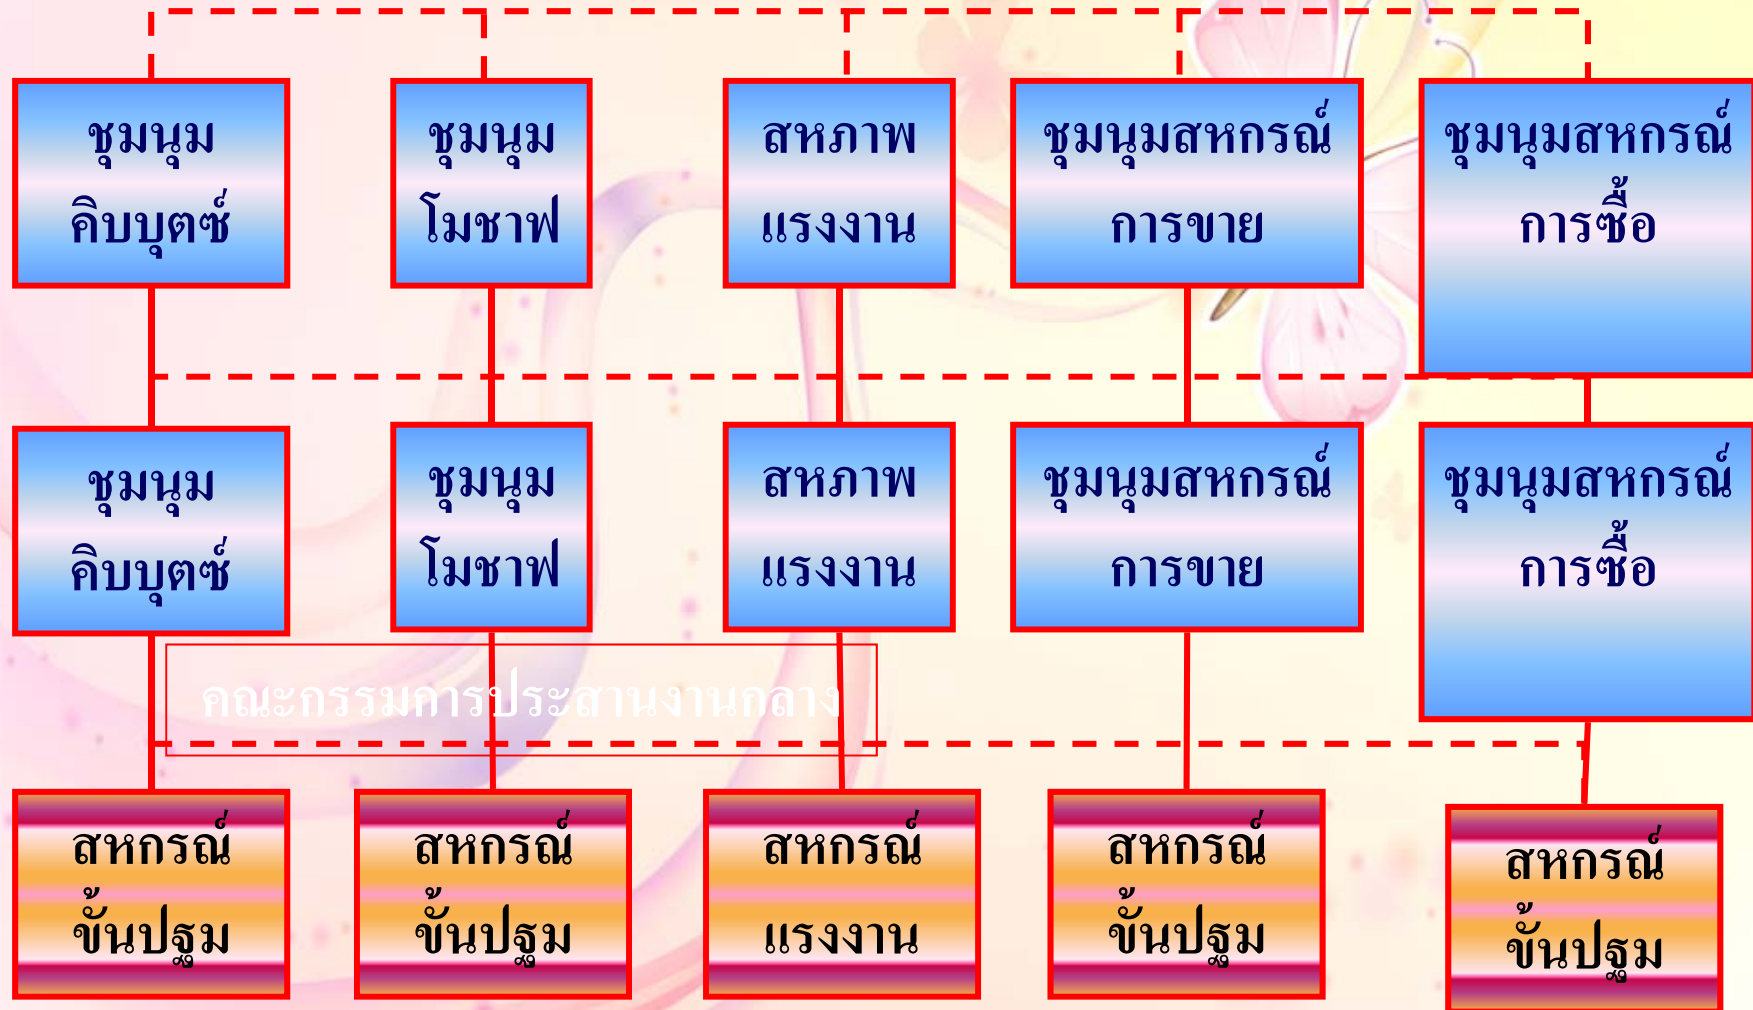 ชุมนุม
คิบบุตซ์
ชุมนุม
โมชาฟ
สหภาพ
แรงงาน
ชุมนุมสหกรณ์
การขาย
ชุมนุมสหกรณ์
การซื้อ
ชุมนุม
คิบบุตซ์
ชุมนุม
โมชาฟ
สหภาพ
แรงงาน
ชุมนุมสหกรณ์
การขาย
ชุมนุมสหกรณ์
การซื้อ
คณะกรรมการประสานงานกลาง
สหกรณ์
ขั้นปฐม
สหกรณ์
ขั้นปฐม
สหกรณ์
แรงงาน
สหกรณ์
ขั้นปฐม
สหกรณ์
ขั้นปฐม